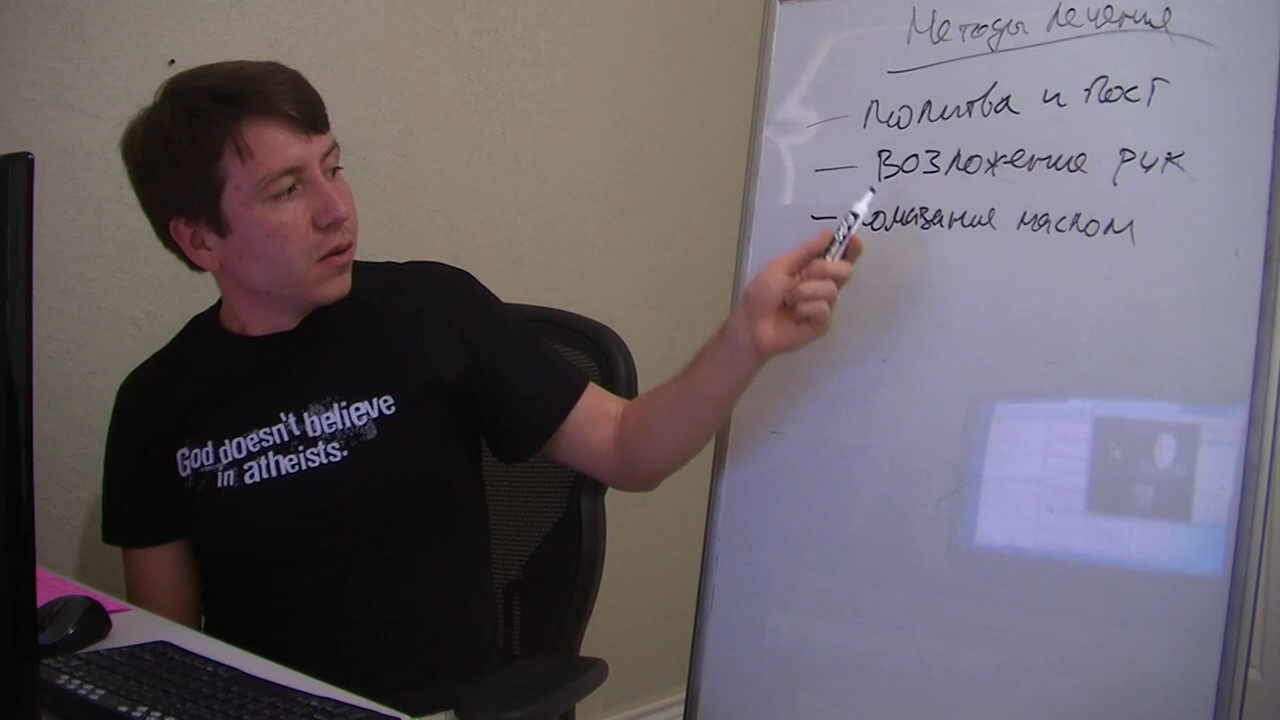 Методы лечения
— Молитва и Пост
— Возложение рук
— Помазание маслом
God doesn't believe
in atheists.